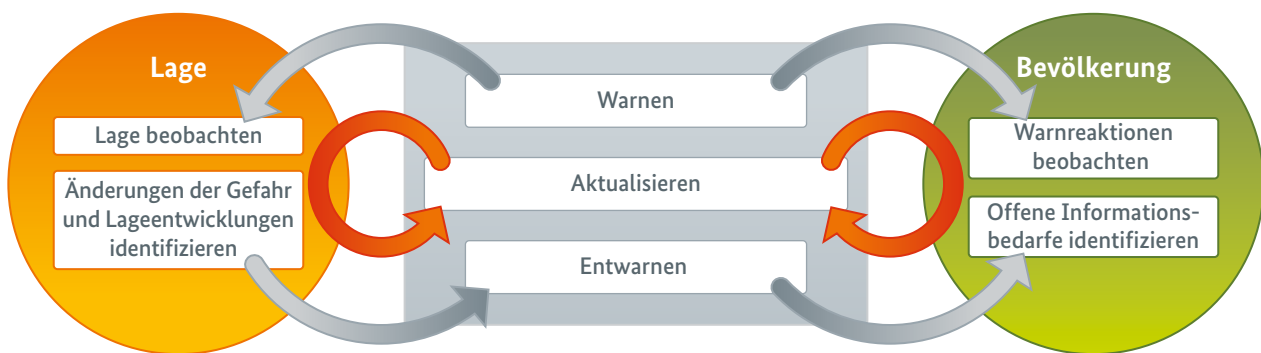 Lage
Lage beobachten
Änderungen der Gefahr
und Lageentwicklungen
identifizieren
Warnen
Aktualisieren
Entwarnen
Bevölkerung
Warnreaktionen
beobachten
Offene Informations-
bedarfe identifizieren